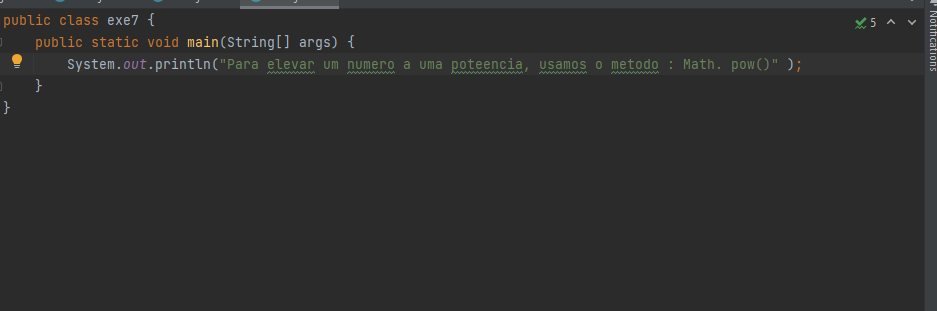 public class exe7 {
5
public static void main(String[] args) {
System.out.println("Para elevar um numero a uma poteencia, usamos o metodo : Math. pow()" );
}
}
Notifications